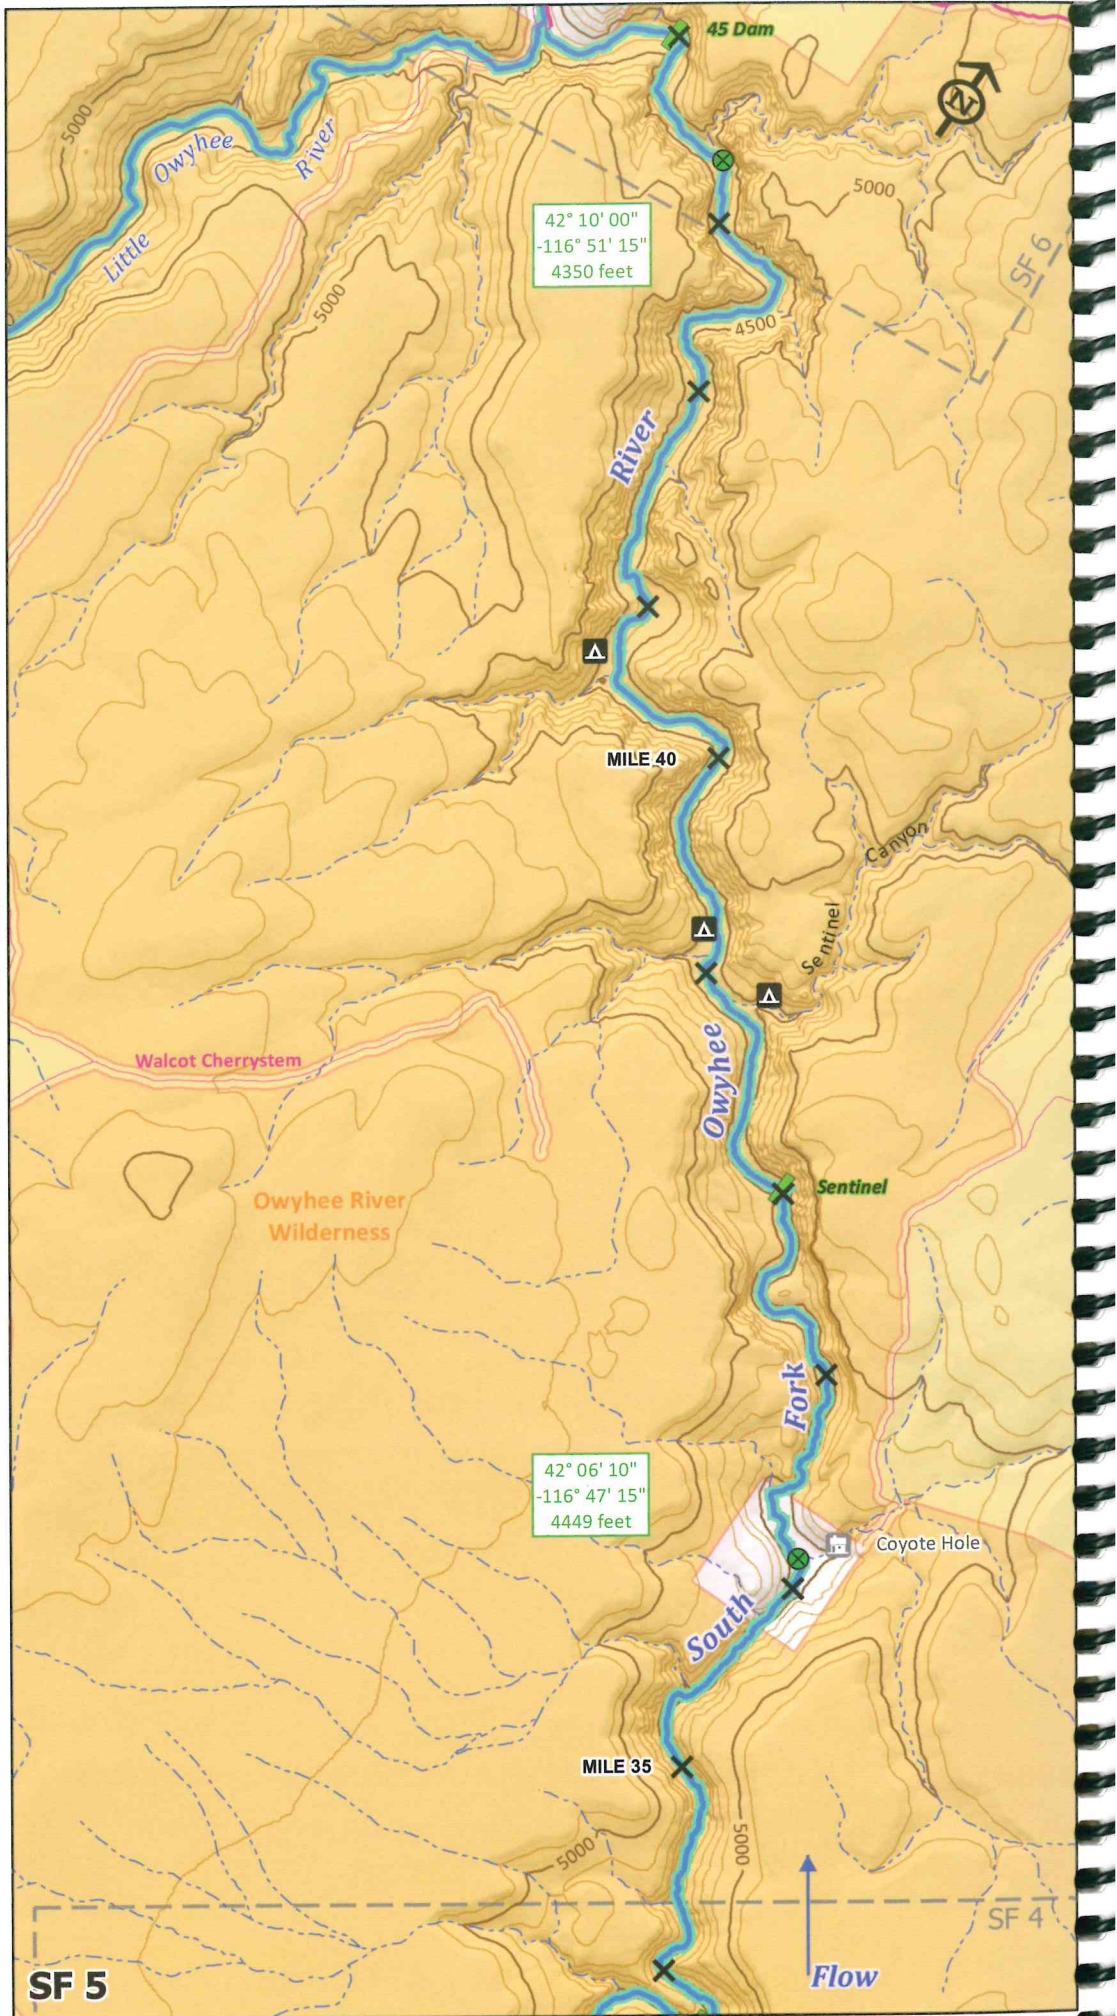 45 Dam
N
5000
Owyhee
River
Little
5000
42° 10' 00"
-116° 51' 15"
4350 feet
5000
SF 6
4500
River
MILE 40
Canyon
Sentinel
Owyhee
Walcot Cherrystem
Sentinel
Owyhee River
Wilderness
Fork
42° 06' 10"
-116° 47' 15"
4449 feet
Coyote Hole
South
MILE 35
5000
5000
SF 4
SF 5
Flow